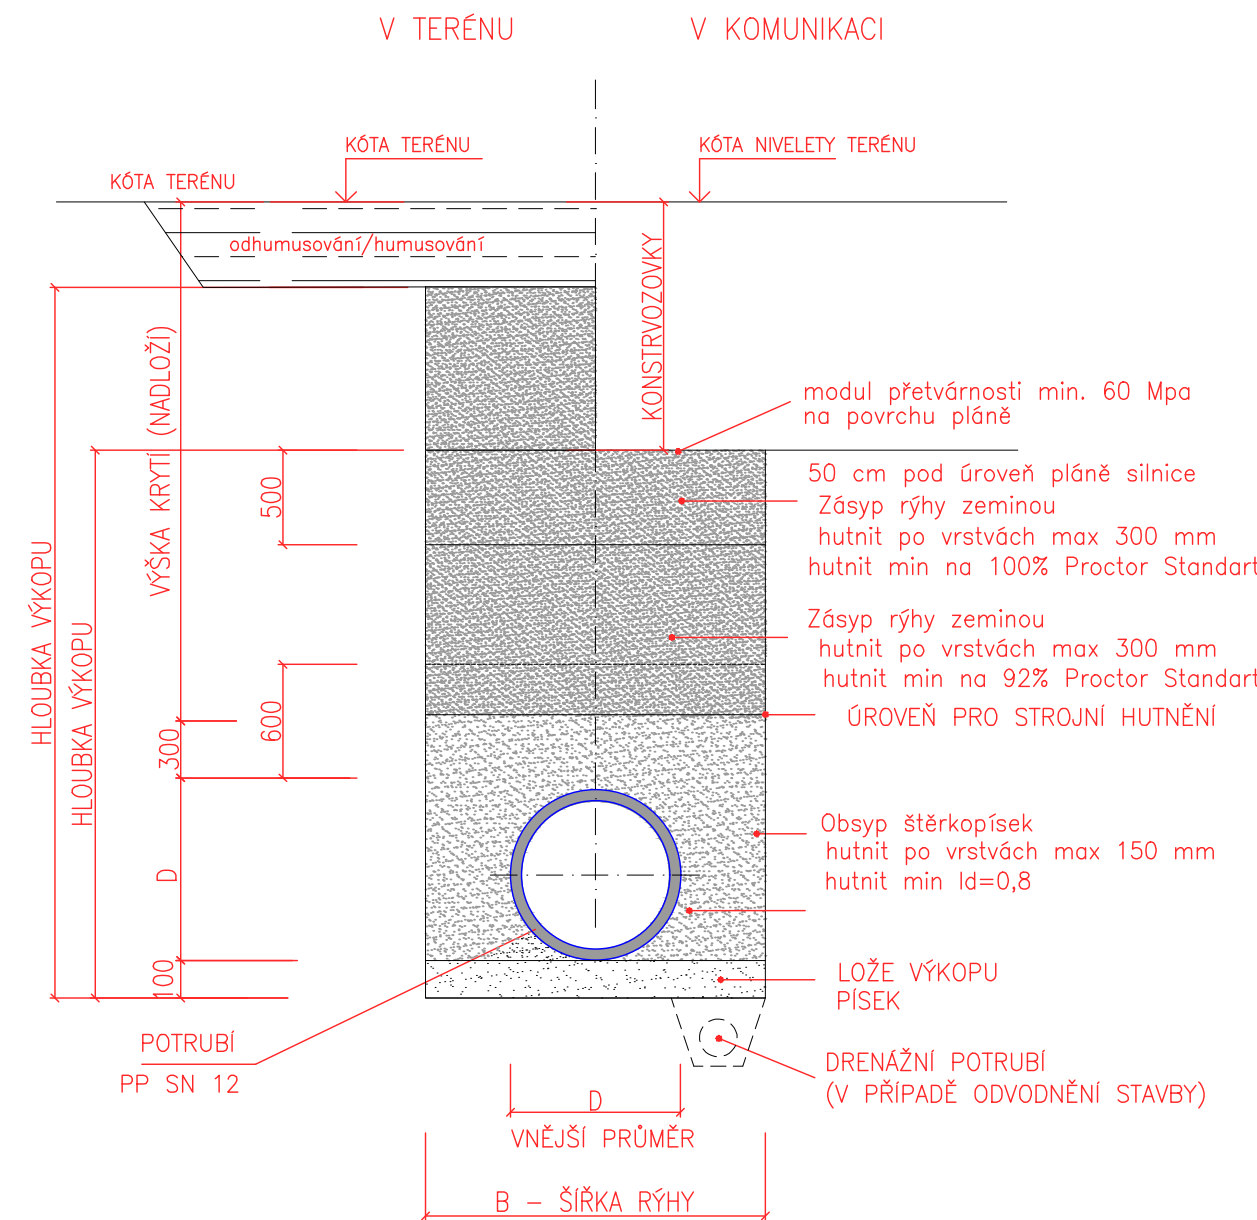 V TERÉNU
V KOMUNIKACI
KÓTA TERÉNU
KÓTA NIVELETY TERÉNU
KÓTA TERÉNU
odhumusování/humusování
KONSTRVOZOVKY
VÝŠKA KRYTÍ (NADLOŽÍ)
HLOUBKA VÝKOPU
HLOUBKA VÝKOPU
500
600
300
D
100
modul přetvárnosti min. 60 Mpa
na povrchu pláně
50 cm pod úroveň pláně silnice
Zásyp rýhy zeminou
hutnit po vrstvách max 300 mm
hutnit min na 100% Proctor Standart
Zásyp rýhy zeminou
hutnit po vrstvách max 300 mm
hutnit min na 92% Proctor Standart
ÚROVEŇ PRO STROJNÍ HUTNĚNÍ
Obsyp štěrkopísek
hutnit po vrstvách max 150 mm
hutnit min Id=0,8
LOŽE VÝKOPU
PÍSEK
POTRUBÍ
PP SN 12
DRENÁŽNÍ POTRUBÍ
(V PŘÍPADĚ ODVODNĚNÍ STAVBY)
D
VNĚJŠÍ PRŮMĚR
B – ŠÍŘKA RÝHY